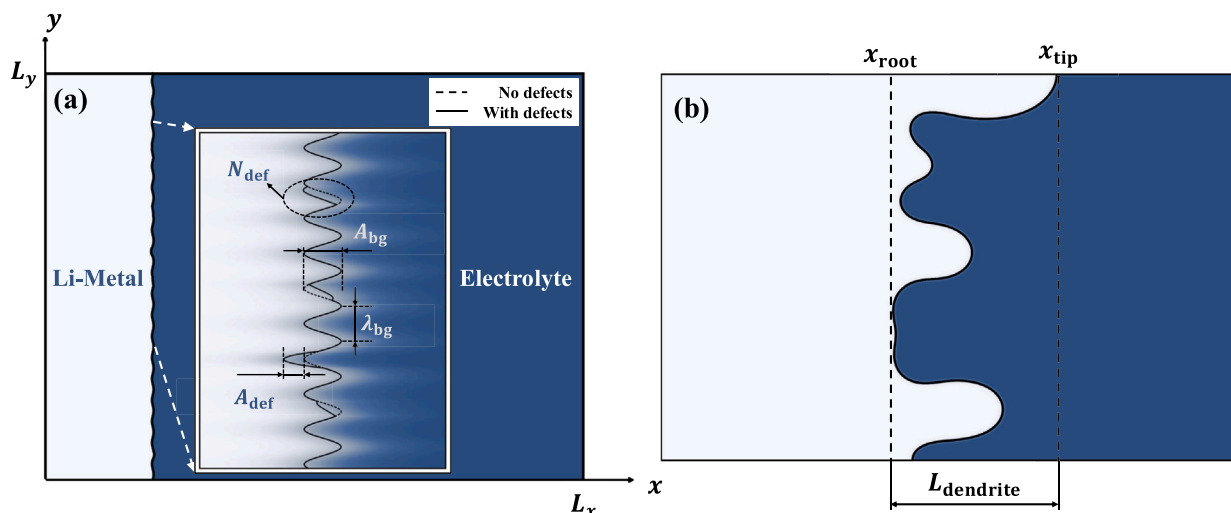 y
L_y
(a)
No defects
With defects
N_def
A_bg
Li-Metal
Electrolyte
λ_bg
A_def
x
L_x
x_root
x_tip
(b)
L_dendrite